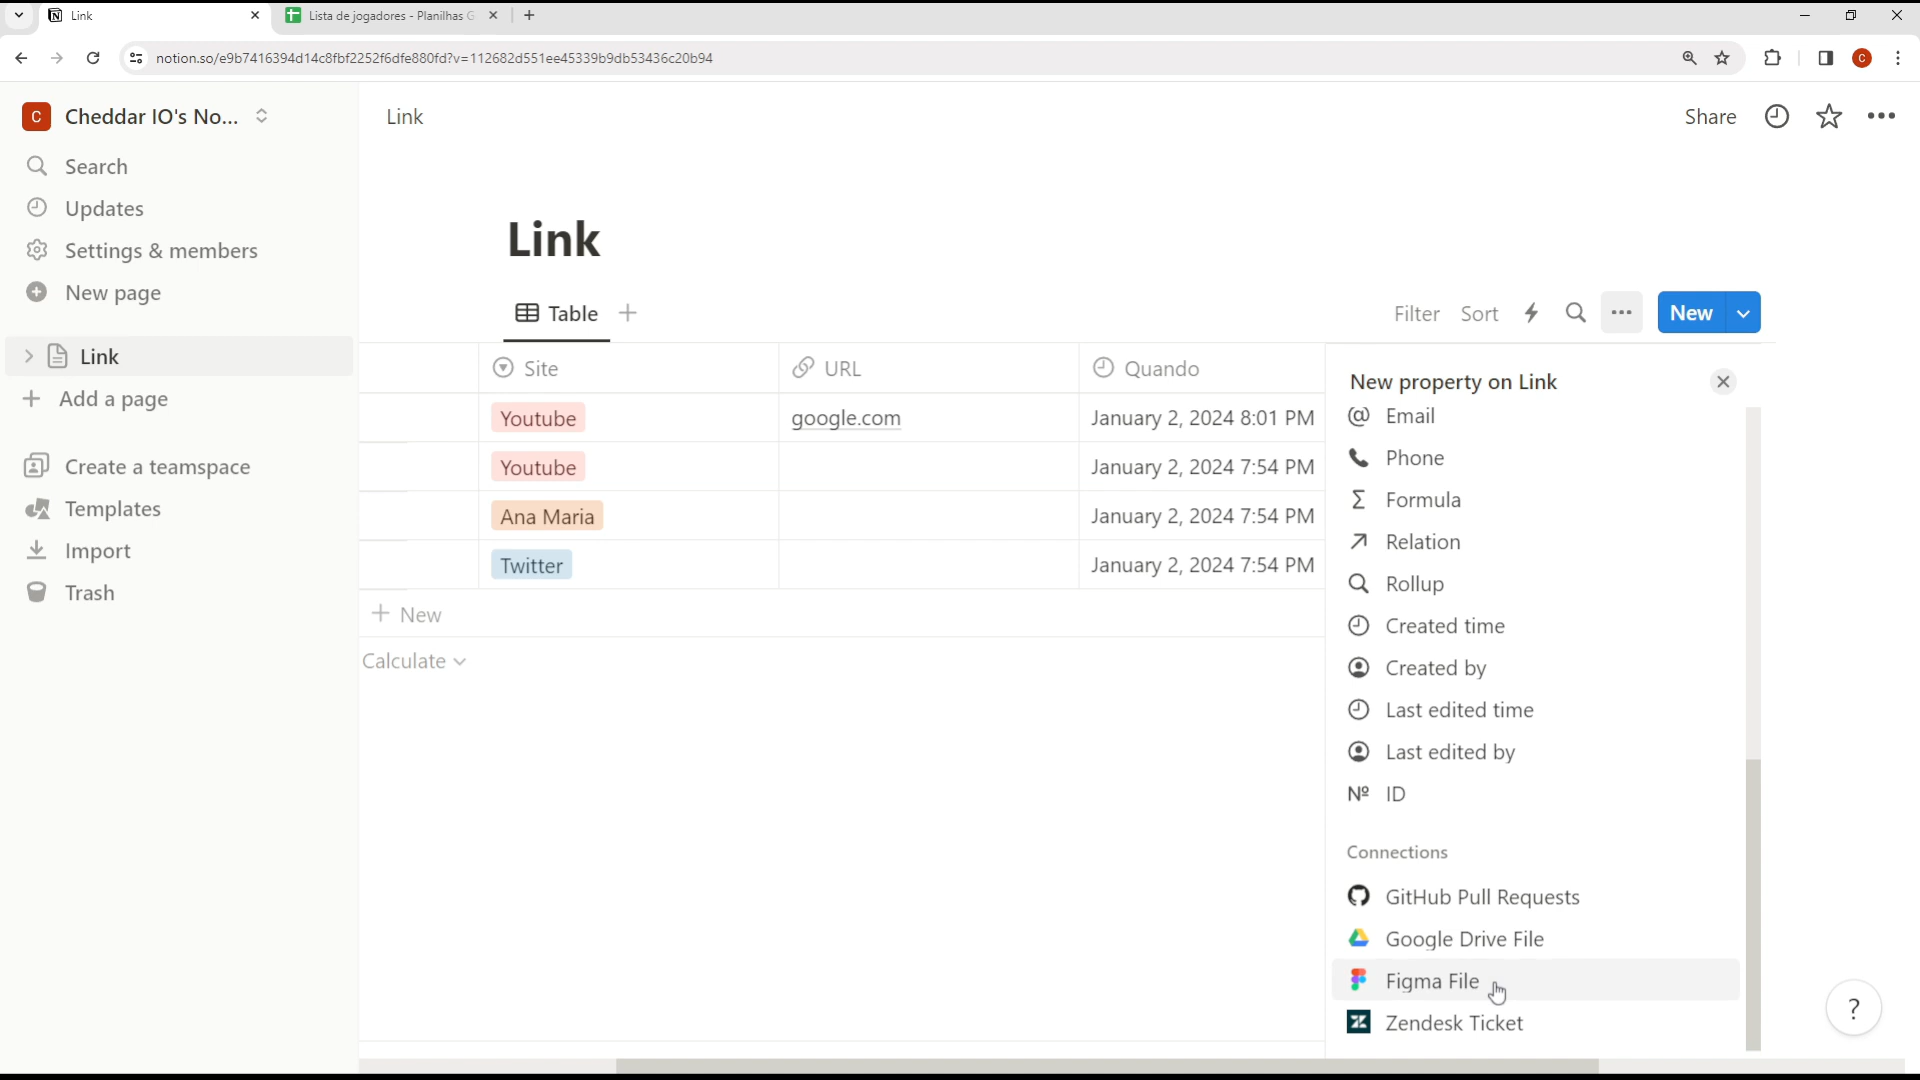 Link
Lista de jogadores - Planilhas G
notion.so/e9b7416394d14c8fbf2252f6dfe880fd?v=112682d551ee45339b9db53436c20b94
C
C Cheddar IO's No...
Link
Share
Search
Updates
Settings & members
New page
Link
Add a page
Create a teamspace
Templates
Import
Trash
Link
Table
Filter Sort
New
Site URL Quando
Youtube google.com January 2, 2024 8:01 PM
Youtube January 2, 2024 7:54 PM
Ana Maria January 2, 2024 7:54 PM
Twitter January 2, 2024 7:54 PM
New
Calculate
New property on Link
Email
Phone
Formula
Relation
Rollup
Created time
Created by
Last edited time
Last edited by
Nº ID
Connections
GitHub Pull Requests
Google Drive File
Figma File
Zendesk Ticket
?